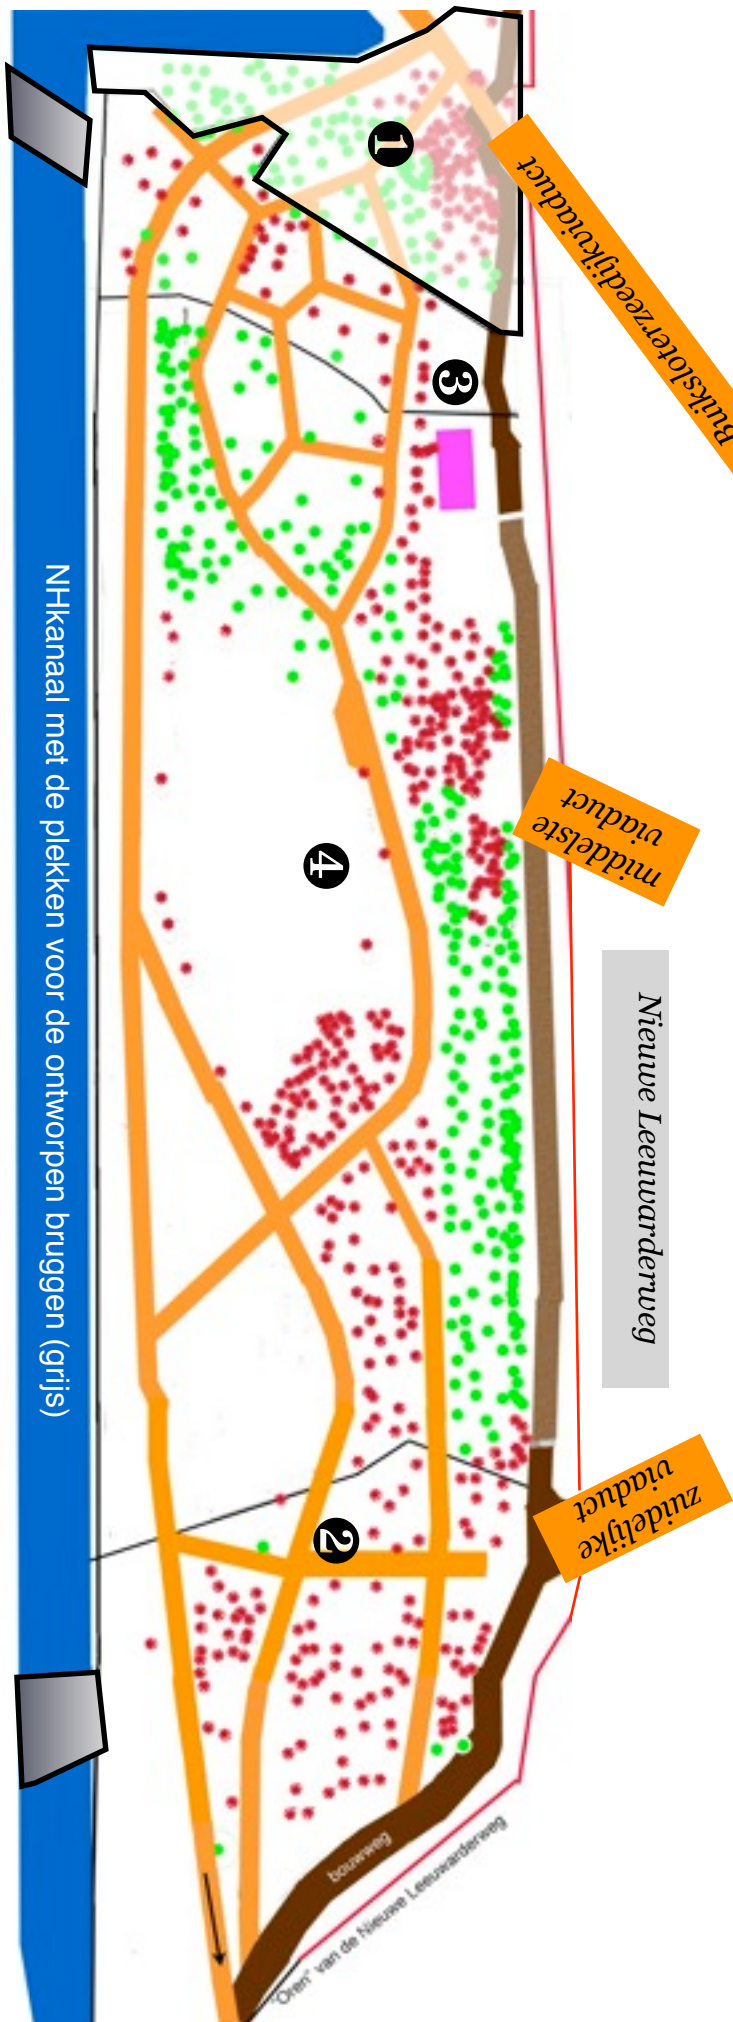 1
Buiksloterzeedijkviaduct
3
NHkanaal met de plekken voor de ontworpen bruggen (grijs)
middelste
viaduct
4
Nieuwe Leeuwarderweg
zuidelijke
viaduct
2
bouwweg
"Oren" van de Nieuwe Leeuwarderweg